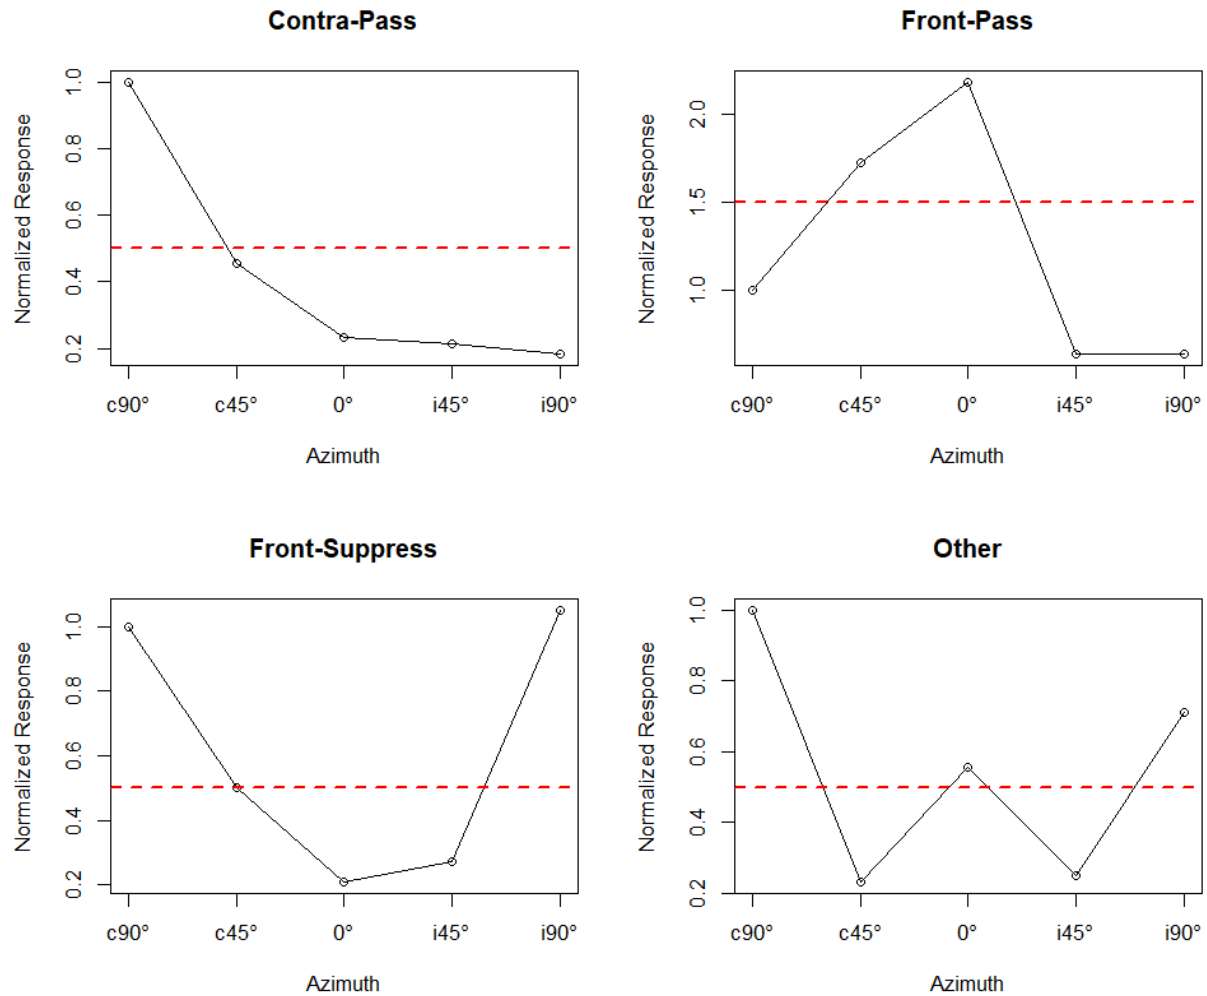 Contra-Pass
Normalized Response
1.0
0.8
0.6
0.4
0.2
c90° c45° 0° i45° i90°
Azimuth
Front-Pass
Normalized Response
2.0
1.5
1.0
c90° c45° 0° i45° i90°
Azimuth
Front-Suppress
Normalized Response
1.0
0.8
0.6
0.4
0.2
c90° c45° 0° i45° i90°
Azimuth
Other
Normalized Response
1.0
0.8
0.6
0.4
0.2
c90° c45° 0° i45° i90°
Azimuth